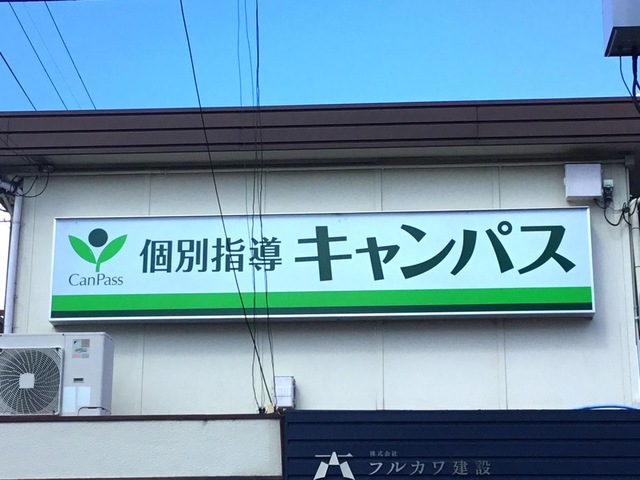 個別指導 キャンパス
CanPass
株式会社
フルカワ建設